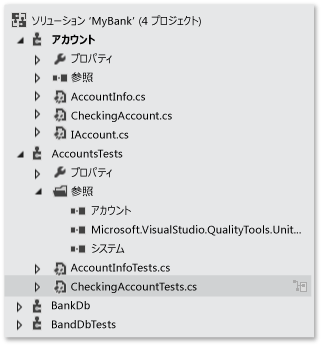 ソリューション 'MyBank' (4 プロジェクト)
アカウント
プロパティ
参照
AccountInfo.cs
CheckingAccount.cs
IAccount.cs
AccountsTests
プロパティ
参照
アカウント
Microsoft.VisualStudio.QualityTools.Unit...
システム
AccountInfoTests.cs
CheckingAccountTests.cs
BankDb
BandDbTests